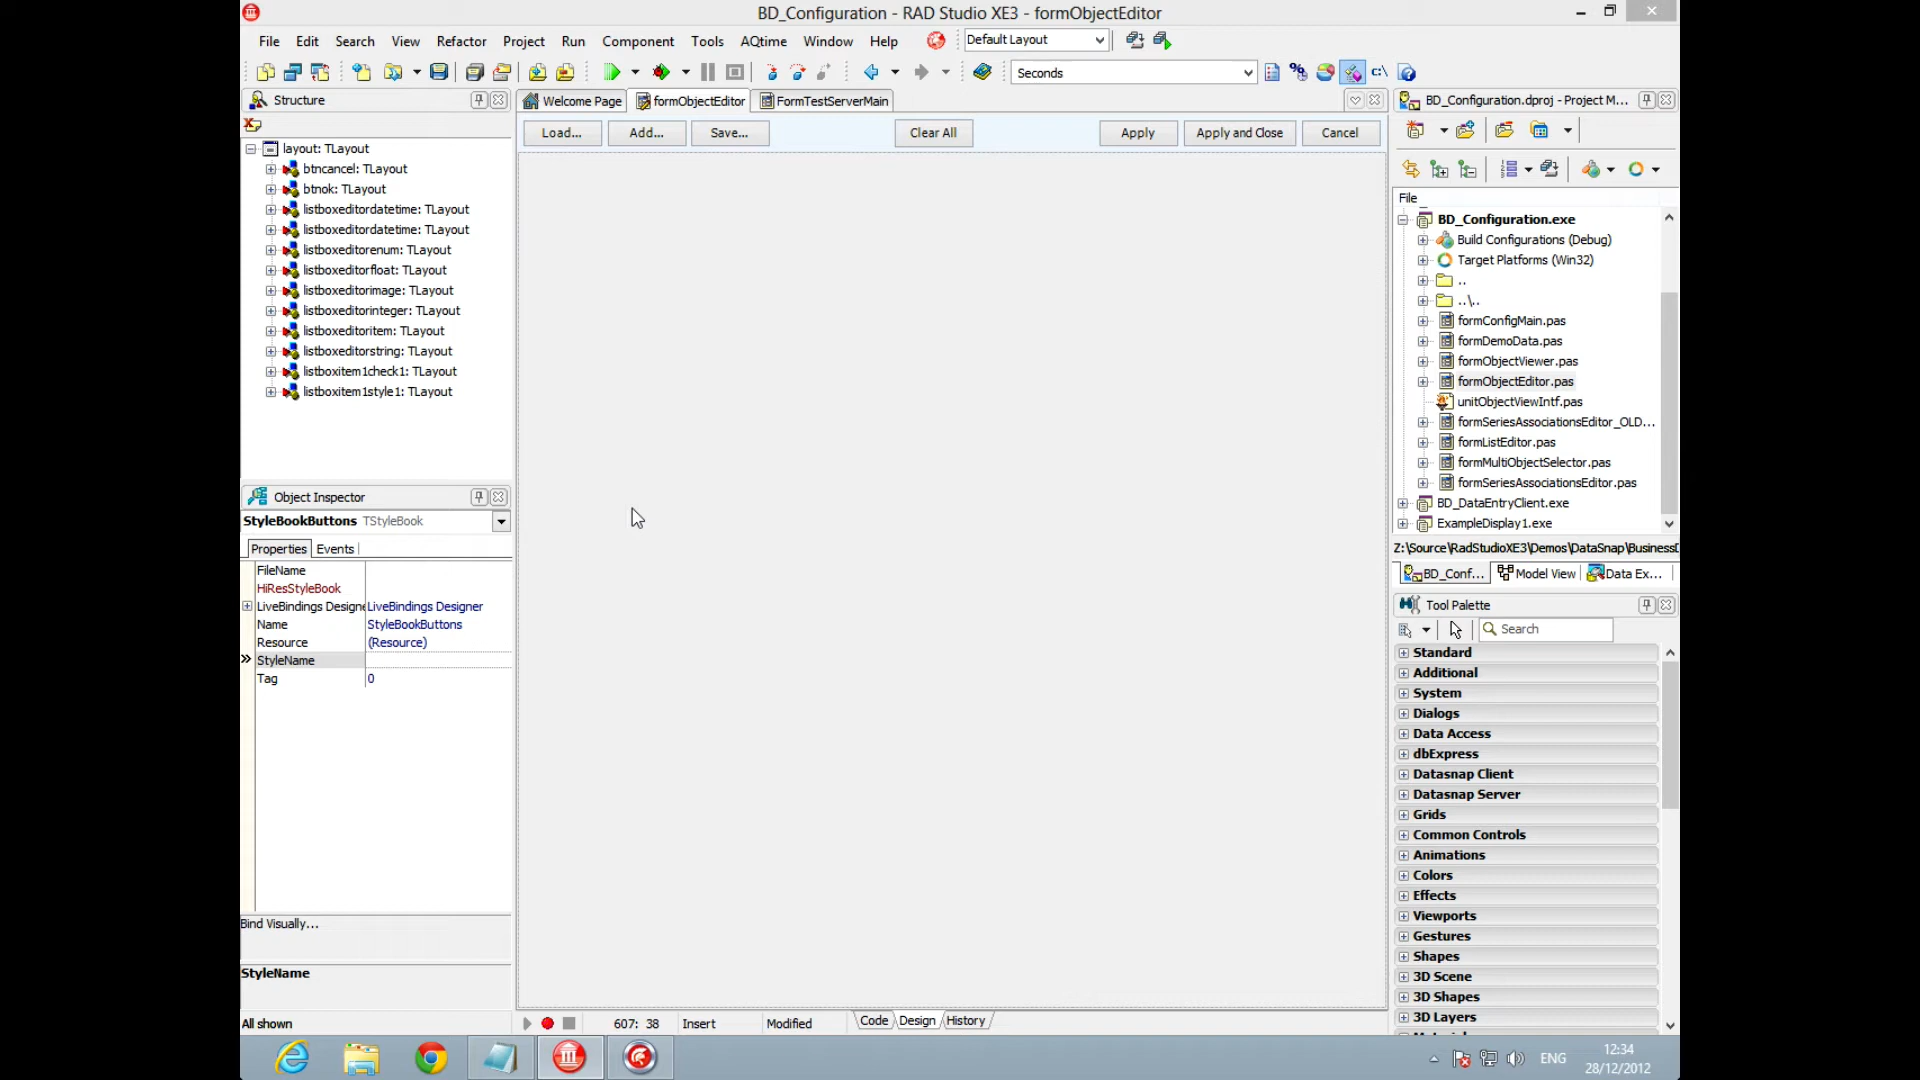 BD_Configuration - RAD Studio XE3 - formObjectEditor
File Edit Search View Refactor Project Run Component Tools AQtime Window Help Default Layout
Seconds
Structure
Welcome Page formObjectEditor FormTestServerMain
BD_Configuration.dproj - Project M...
Load... Add... Save... Clear All Apply Apply and Close Cancel
layout: TLayout
btncancel: TLayout
btnok: TLayout
listboxeditordatetime: TLayout
listboxeditordatetime: TLayout
listboxeditorenum: TLayout
listboxeditorfloat: TLayout
listboxeditorimage: TLayout
listboxeditorinteger: TLayout
listboxeditoritem: TLayout
listboxeditorstring: TLayout
listboxitem1check1: TLayout
listboxitem1style1: TLayout
Object Inspector
StyleBookButtons TStyleBook
Properties Events
FileName
HiResStyleBook
LiveBindings Designe LiveBindings Designer
Name StyleBookButtons
Resource (Resource)
StyleName
Tag 0
Bind Visually...
StyleName
All shown
607: 38 Insert Modified Code Design History
File
BD_Configuration.exe
Build Configurations (Debug)
Target Platforms (Win32)
..
..\..
formConfigMain.pas
formDemoData.pas
formObjectViewer.pas
formObjectEditor.pas
unitObjectViewIntf.pas
formSeriesAssociationsEditor_OLD...
formListEditor.pas
formMultiObjectSelector.pas
formSeriesAssociationsEditor.pas
BD_DataEntryClient.exe
ExampleDisplay1.exe
Z:\Source\RadStudioXE3\Demos\DataSnap\Business
BD_Conf... Model View Data Ex...
Tool Palette
Search
Standard
Additional
System
Dialogs
Data Access
dbExpress
Datasnap Client
Datasnap Server
Grids
Common Controls
Animations
Colors
Effects
Viewports
Gestures
Shapes
3D Scene
3D Shapes
3D Layers
ENG
12:34
28/12/2012